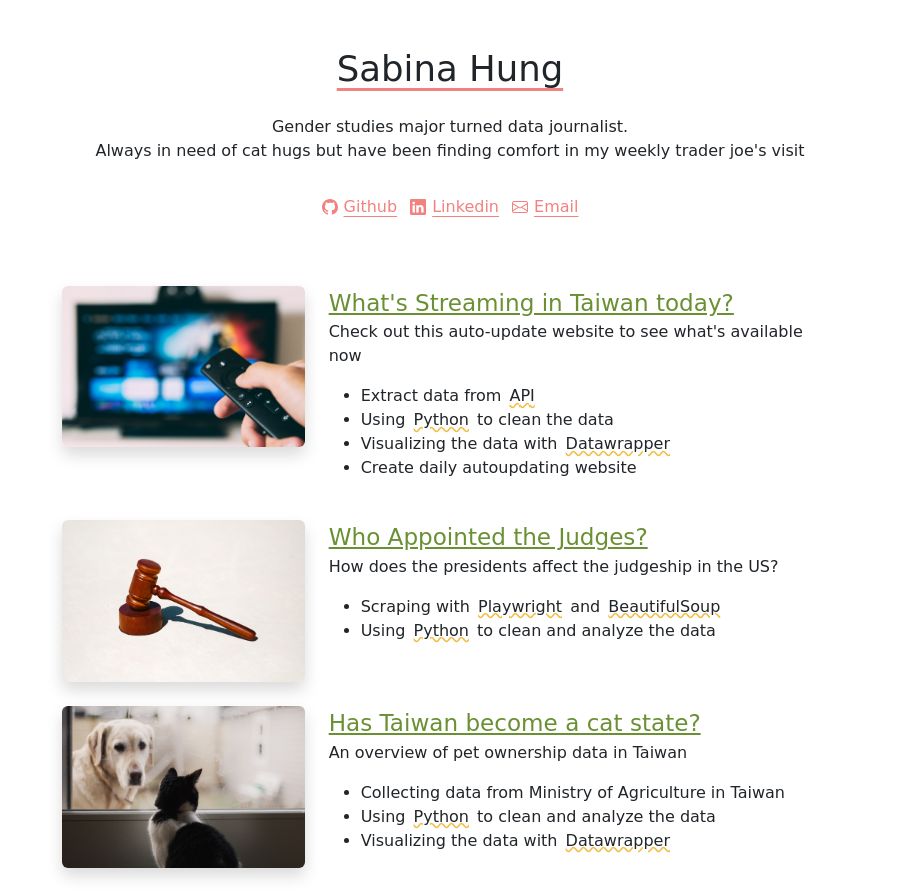 Sabina Hung
Gender studies major turned data journalist.
Always in need of cat hugs but have been finding comfort in my weekly trader joe's visit
Github Linkedin Email
What's Streaming in Taiwan today?
Check out this auto-update website to see what's available
now
• Extract data from API
• Using Python to clean the data
• Visualizing the data with Datawrapper
• Create daily autoupdating website
Who Appointed the Judges?
How does the presidents affect the judgeship in the US?
• Scraping with Playwright and BeautifulSoup
• Using Python to clean and analyze the data
Has Taiwan become a cat state?
An overview of pet ownership data in Taiwan
• Collecting data from Ministry of Agriculture in Taiwan
• Using Python to clean and analyze the data
• Visualizing the data with Datawrapper